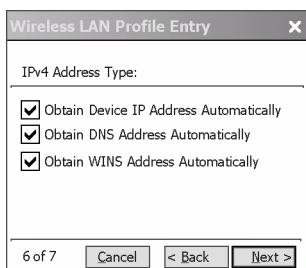 Wireless LAN Profile Entry
IPv4 Address Type:
Obtain Device IP Address Automatically
Obtain DNS Address Automatically
Obtain WINS Address Automatically
6 of 7 Cancel < Back Next >